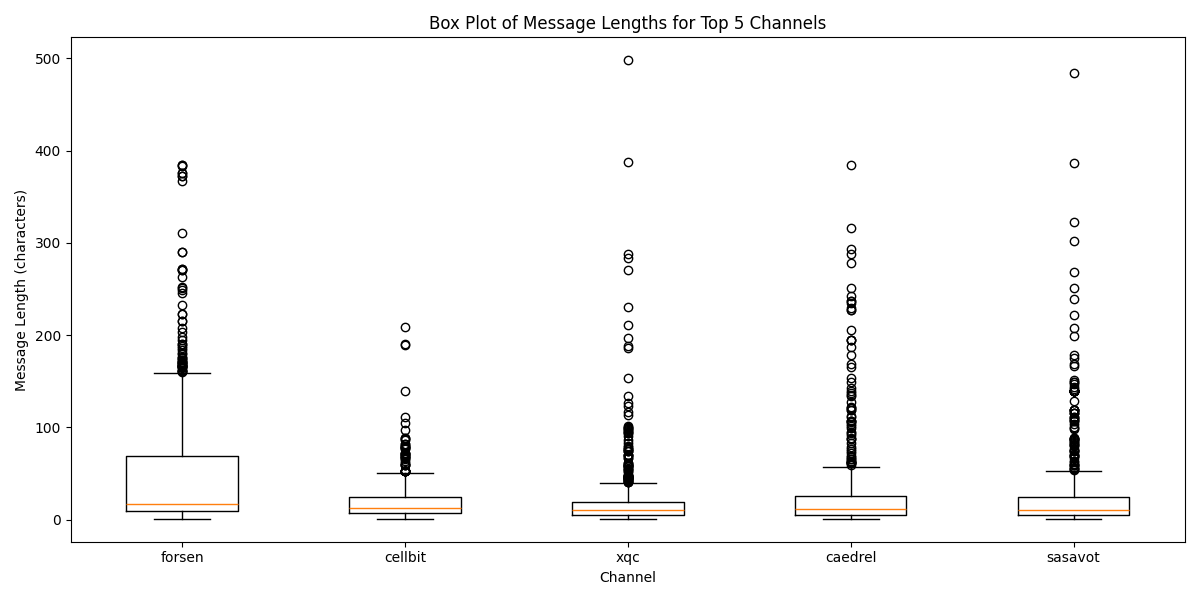 Box Plot of Message Lengths for Top 5 Channels
Message Length (characters)
500
400
300
200
100
0
forsen cellbit xqc caedrel sasavot
Channel